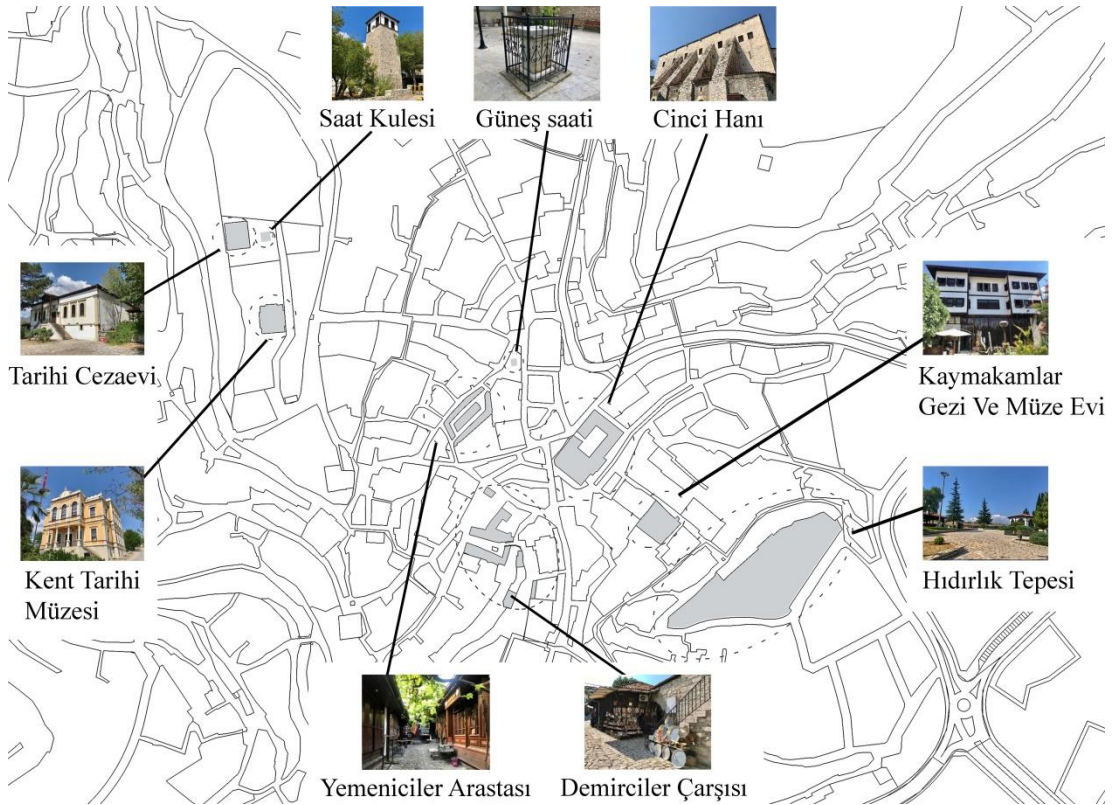 Saat Kulesi
Güneş saati
Cinci Hanı
Tarihi Cezaevi
Kaymakamlar
Gezi Ve Müze Evi
Kent Tarihi
Müzesi
Hıdırlık Tepesi
Yemeniciler Arastası
Demirciler Çarşısı